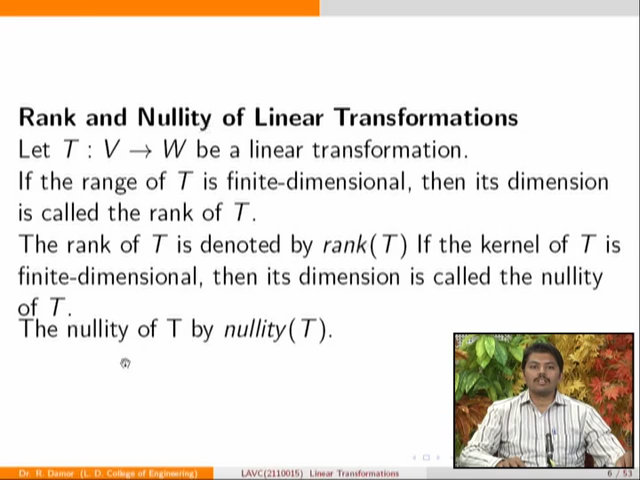 Rank and Nullity of Linear Transformations
Let T : V → W be a linear transformation.
If the range of T is finite-dimensional, then its dimension
is called the rank of T.
The rank of T is denoted by rank(T) If the kernel of T is
finite-dimensional, then its dimension is called the nullity
of T.
The nullity of T by nullity(T).
Dr. R. Damor (L. D. College of Engineering) LAVC(2110015) Linear Transformations 6 / 53